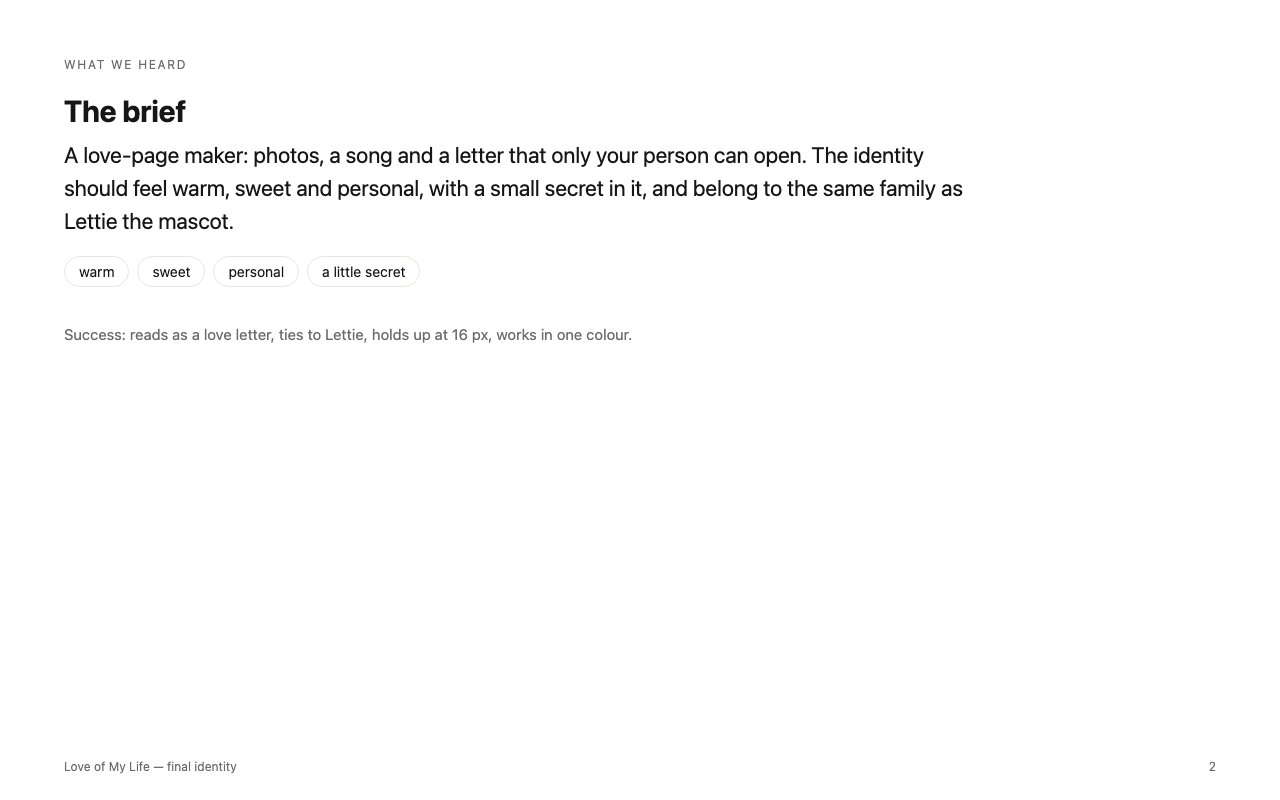 WHAT WE HEARD
The brief
A love-page maker: photos, a song and a letter that only your person can open. The identity
should feel warm, sweet and personal, with a small secret in it, and belong to the same family as
Lettie the mascot.
warm sweet personal a little secret
Success: reads as a love letter, ties to Lettie, holds up at 16 px, works in one colour.
Love of My Life — final identity 2